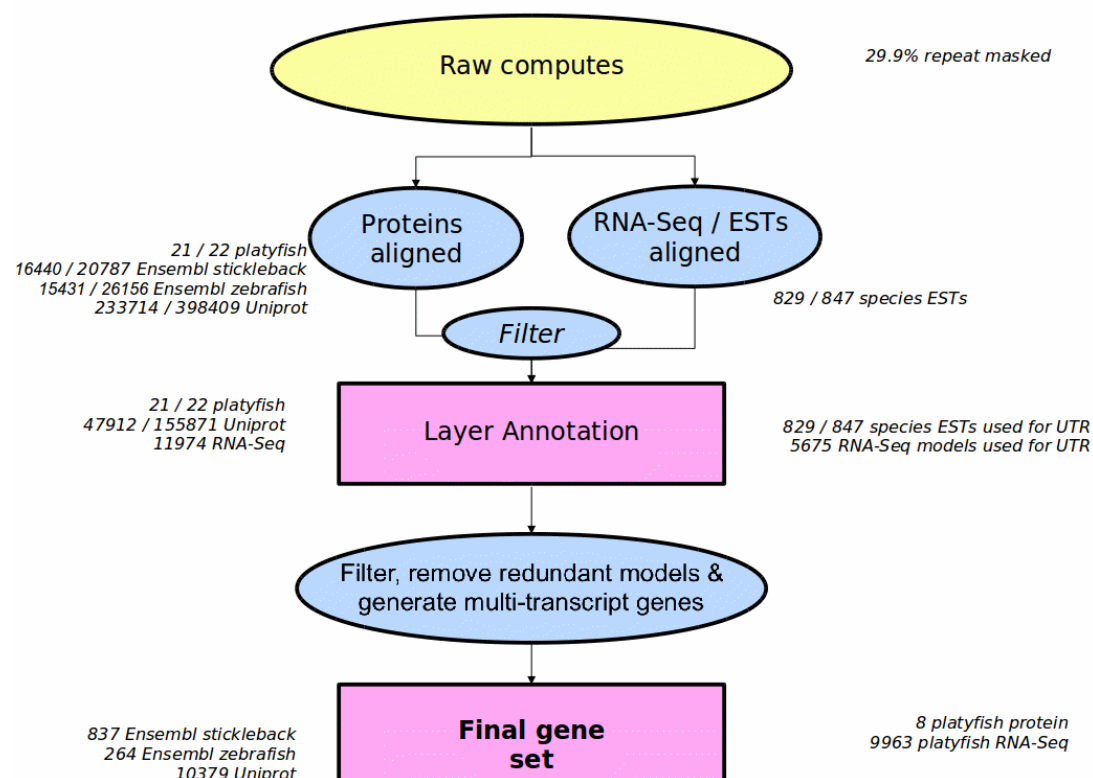 Raw computes
29.9% repeat masked
Proteins
aligned
RNA-Seq / ESTs
aligned
21 / 22 platyfish
16440 / 20787 Ensembl stickleback
15431 / 26156 Ensembl zebrafish
233714 / 398409 Uniprot
829 / 847 species ESTs
Filter
21 / 22 platyfish
47912 / 155871 Uniprot
11974 RNA-Seq
Layer Annotation
829 / 847 species ESTs used for UTR
5675 RNA-Seq models used for UTR
Filter, remove redundant models &
generate multi-transcript genes
837 Ensembl stickleback
264 Ensembl zebrafish
10379 Uniprot
Final gene
set
8 platyfish protein
9963 platyfish RNA-Seq